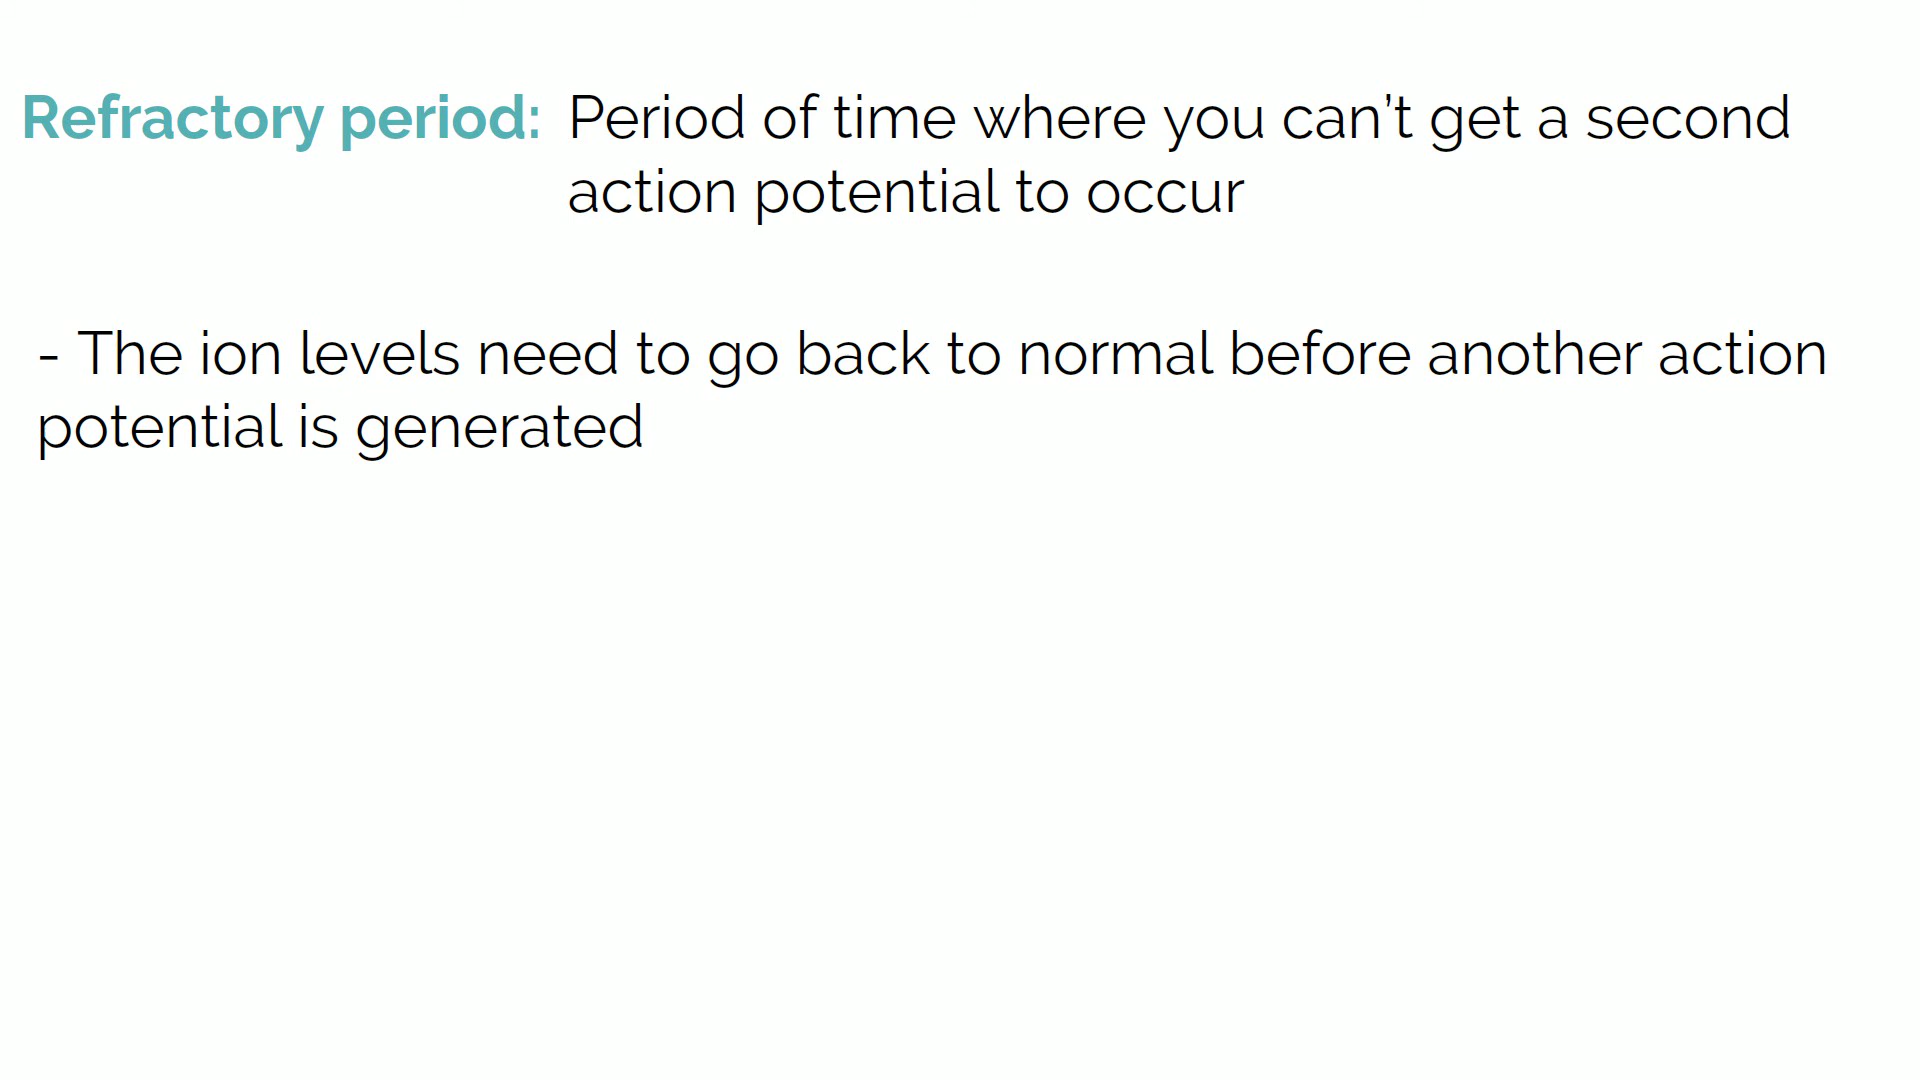 Refractory period: Period of time where you can’t get a second
action potential to occur
- The ion levels need to go back to normal before another action
potential is generated